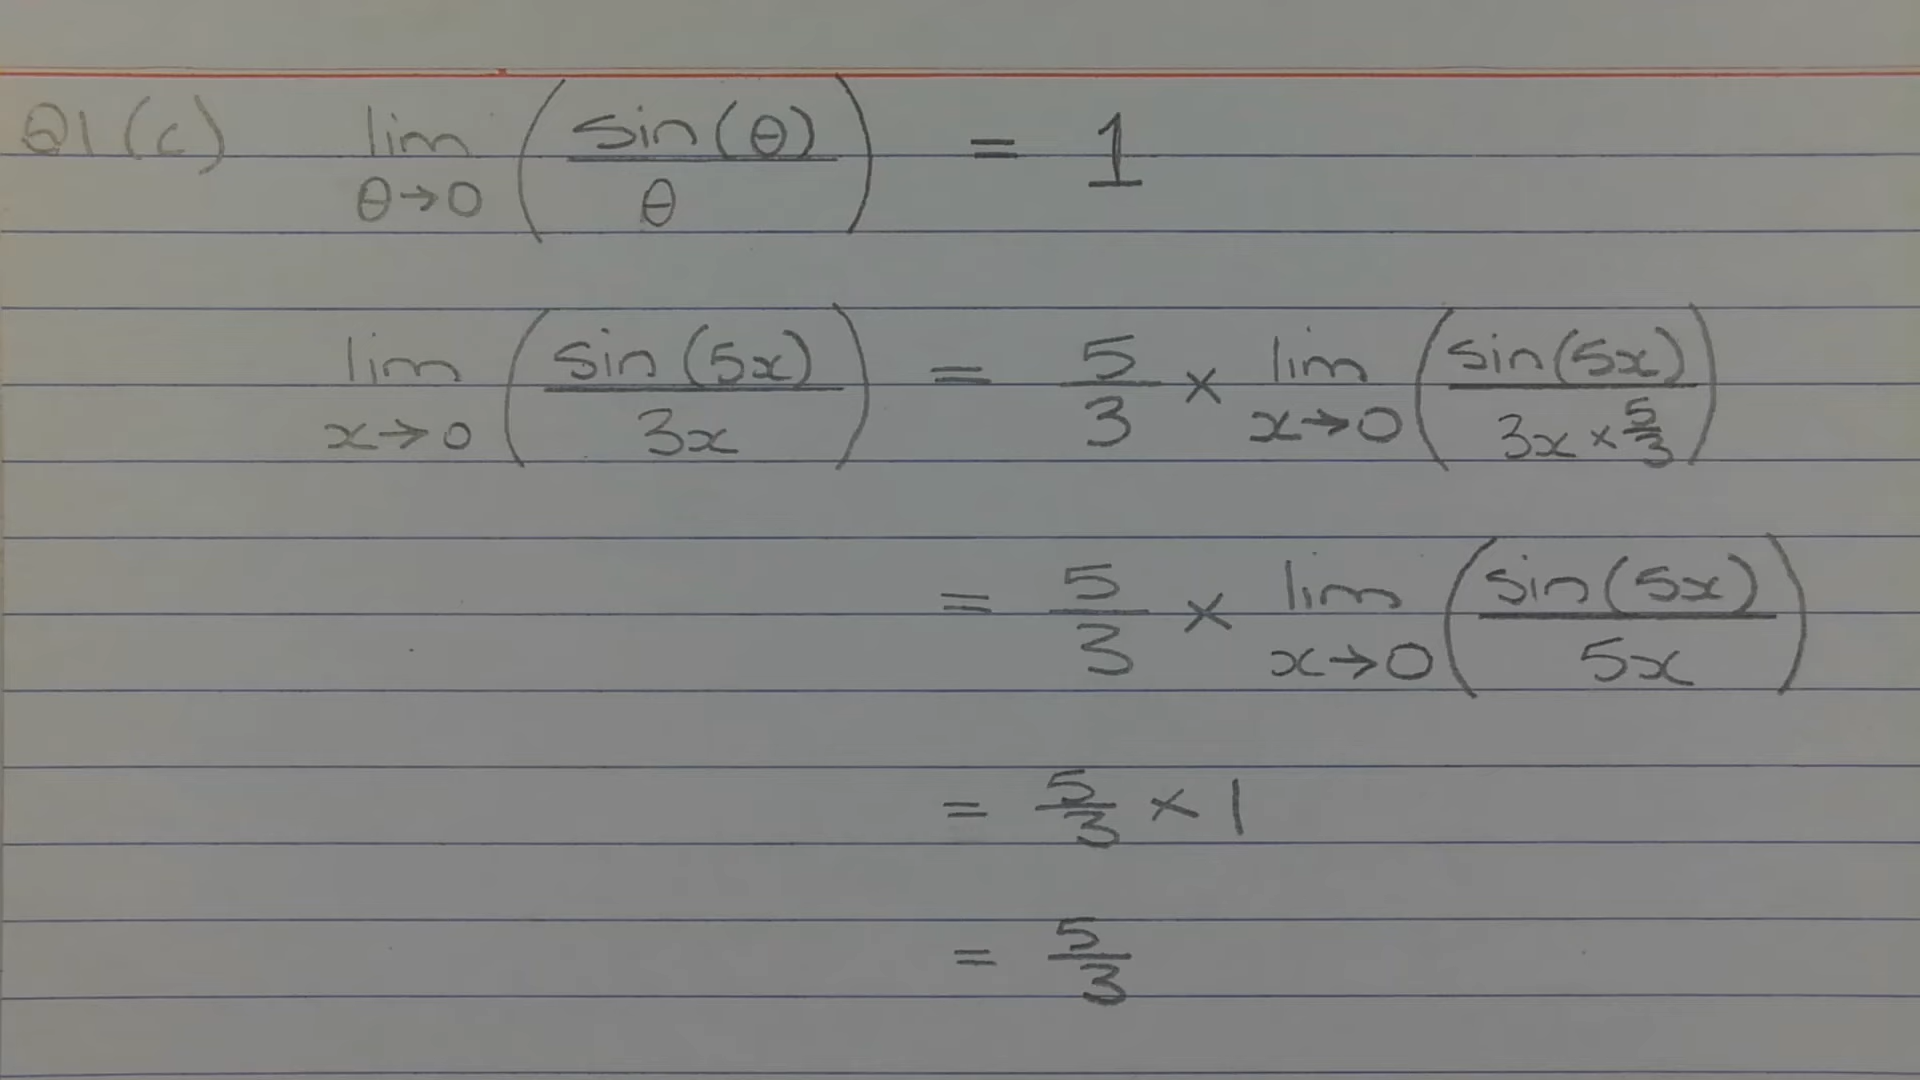 Q1 (c) lim θ→0 (sin(θ)/θ) = 1
lim x→0 (sin(5x)/3x) = 5/3 × lim x→0 (sin(5x)/(3x × 5/3))
= 5/3 × lim x→0 (sin(5x)/5x)
= 5/3 × 1
= 5/3